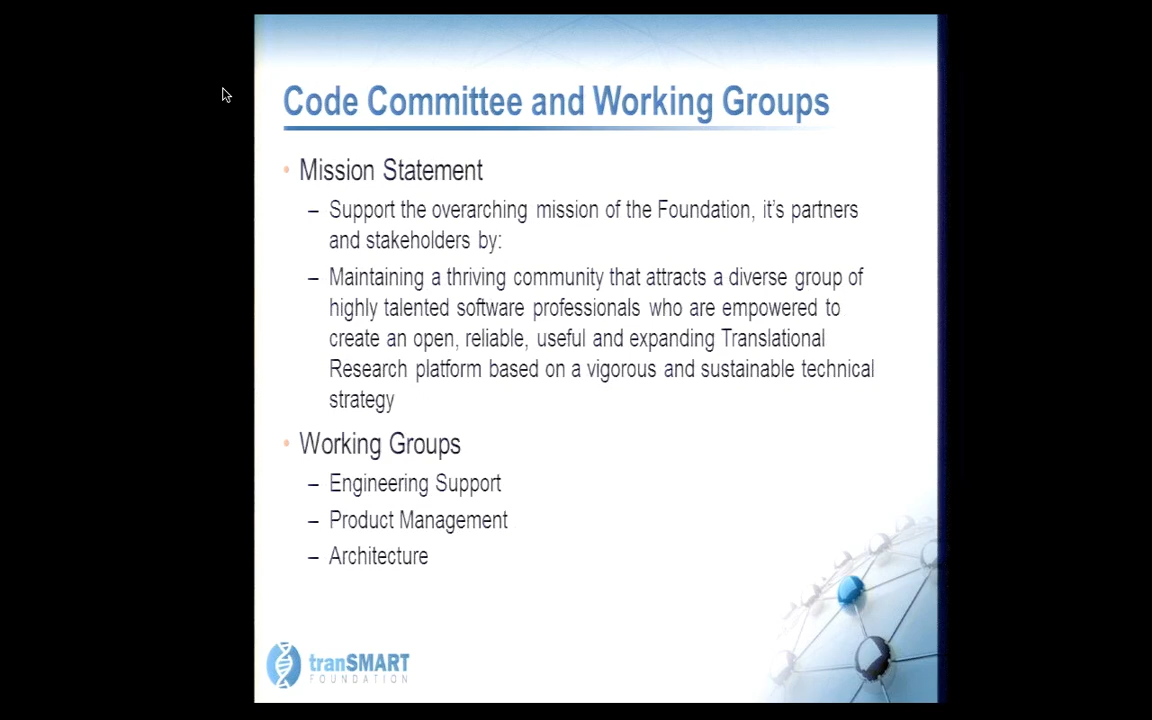 Code Committee and Working Groups
• Mission Statement
– Support the overarching mission of the Foundation, it's partners
and stakeholders by:
– Maintaining a thriving community that attracts a diverse group of
highly talented software professionals who are empowered to
create an open, reliable, useful and expanding Translational
Research platform based on a vigorous and sustainable technical
strategy
• Working Groups
– Engineering Support
– Product Management
– Architecture
tranSMART
FOUNDATION